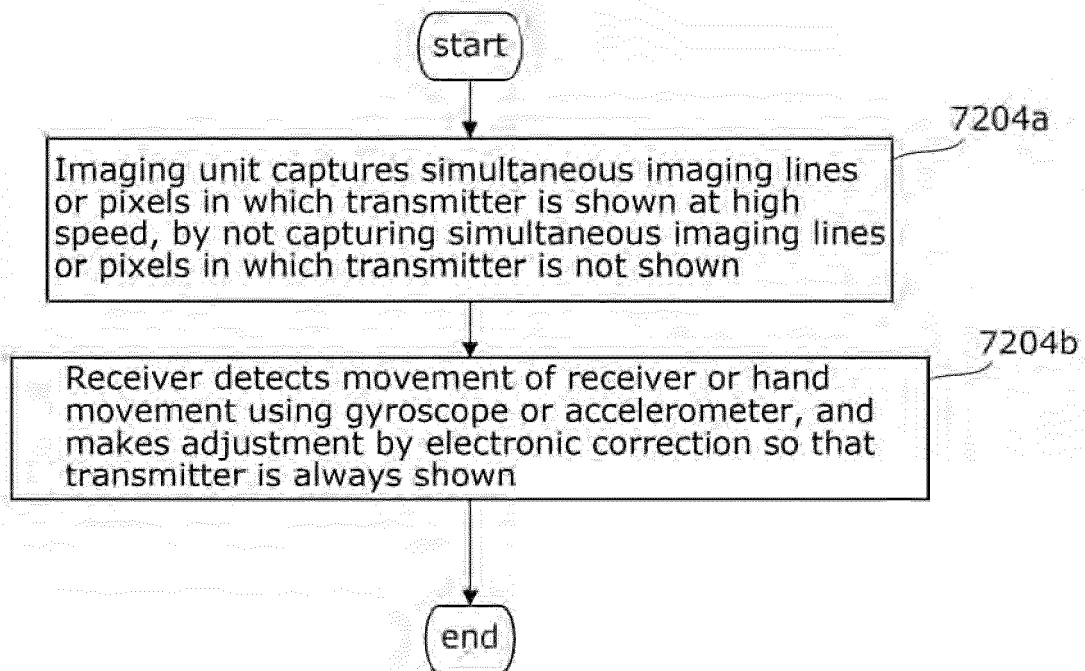 start
7204a
Imaging unit captures simultaneous imaging lines
or pixels in which transmitter is shown at high
speed, by not capturing simultaneous imaging lines
or pixels in which transmitter is not shown
7204b
Receiver detects movement of receiver or hand
movement using gyroscope or accelerometer, and
makes adjustment by electronic correction so that
transmitter is always shown
end